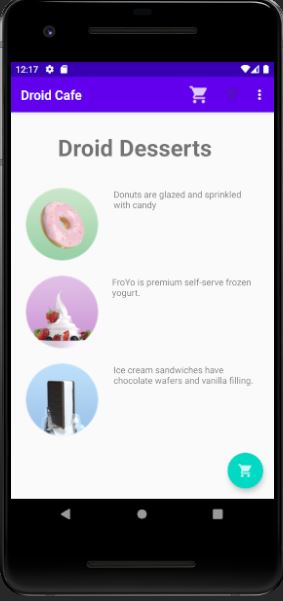 12:17
Droid Cafe
Droid Desserts
Donuts are glazed and sprinkled
with candy
FroYo is premium self-serve frozen
yogurt.
Ice cream sandwiches have
chocolate wafers and vanilla filling.